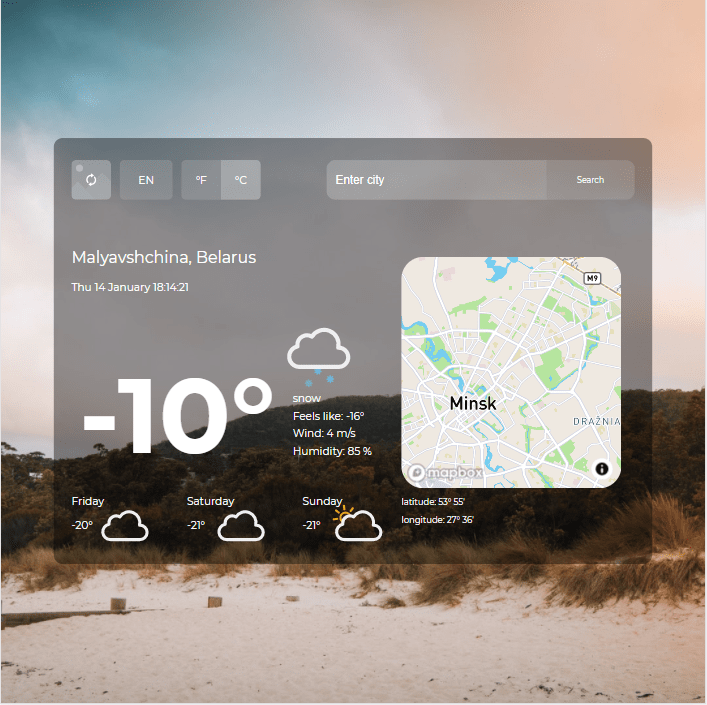 EN
°F
°C
Enter city
Search
Malyavshchina, Belarus
Thu 14 January 18:14:21
-10°
snow
Feels like: -16°
Wind: 4 m/s
Humidity: 85 %
M9
Minsk
DRAŽNIA
mapbox
Friday
-20°
Saturday
-21°
Sunday
-21°
latitude: 53° 55'
longitude: 27° 36'